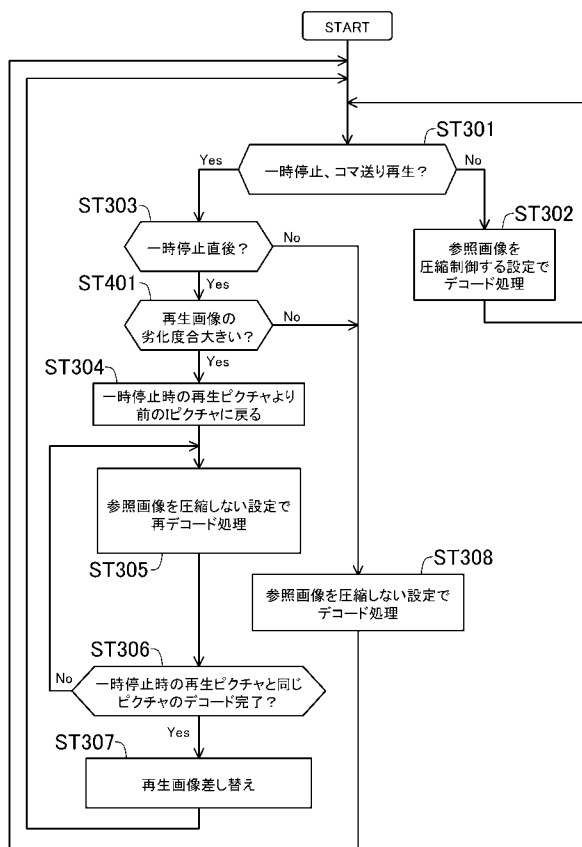 START
ST301
一時停止、コマ送り再生？
Yes
No
ST303
一時停止直後？
No
Yes
ST302
参照画像を
圧縮制御する設定で
デコード処理
ST401
再生画像の
劣化度合大きい？
No
Yes
ST304
一時停止時の再生ピクチャより
前のIピクチャに戻る
参照画像を圧縮しない設定で
再デコード処理
ST305
ST308
参照画像を圧縮しない設定で
デコード処理
ST306
No
一時停止時の再生ピクチャと同じ
ピクチャのデコード完了？
Yes
ST307
再生画像差し替え